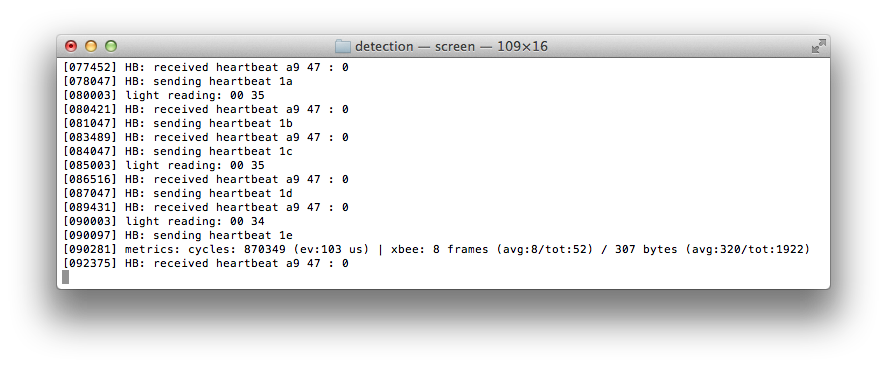 detection — screen — 109×16
[077452] HB: received heartbeat a9 47 : 0
[078047] HB: sending heartbeat 1a
[080003] light reading: 00 35
[080421] HB: received heartbeat a9 47 : 0
[081047] HB: sending heartbeat 1b
[083489] HB: received heartbeat a9 47 : 0
[084047] HB: sending heartbeat 1c
[085003] light reading: 00 35
[086516] HB: received heartbeat a9 47 : 0
[087047] HB: sending heartbeat 1d
[089431] HB: received heartbeat a9 47 : 0
[090003] light reading: 00 34
[090097] HB: sending heartbeat 1e
[090281] metrics: cycles: 870349 (ev:103 us) | xbee: 8 frames (avg:8/tot:52) / 307 bytes (avg:320/tot:1922)
[092375] HB: received heartbeat a9 47 : 0